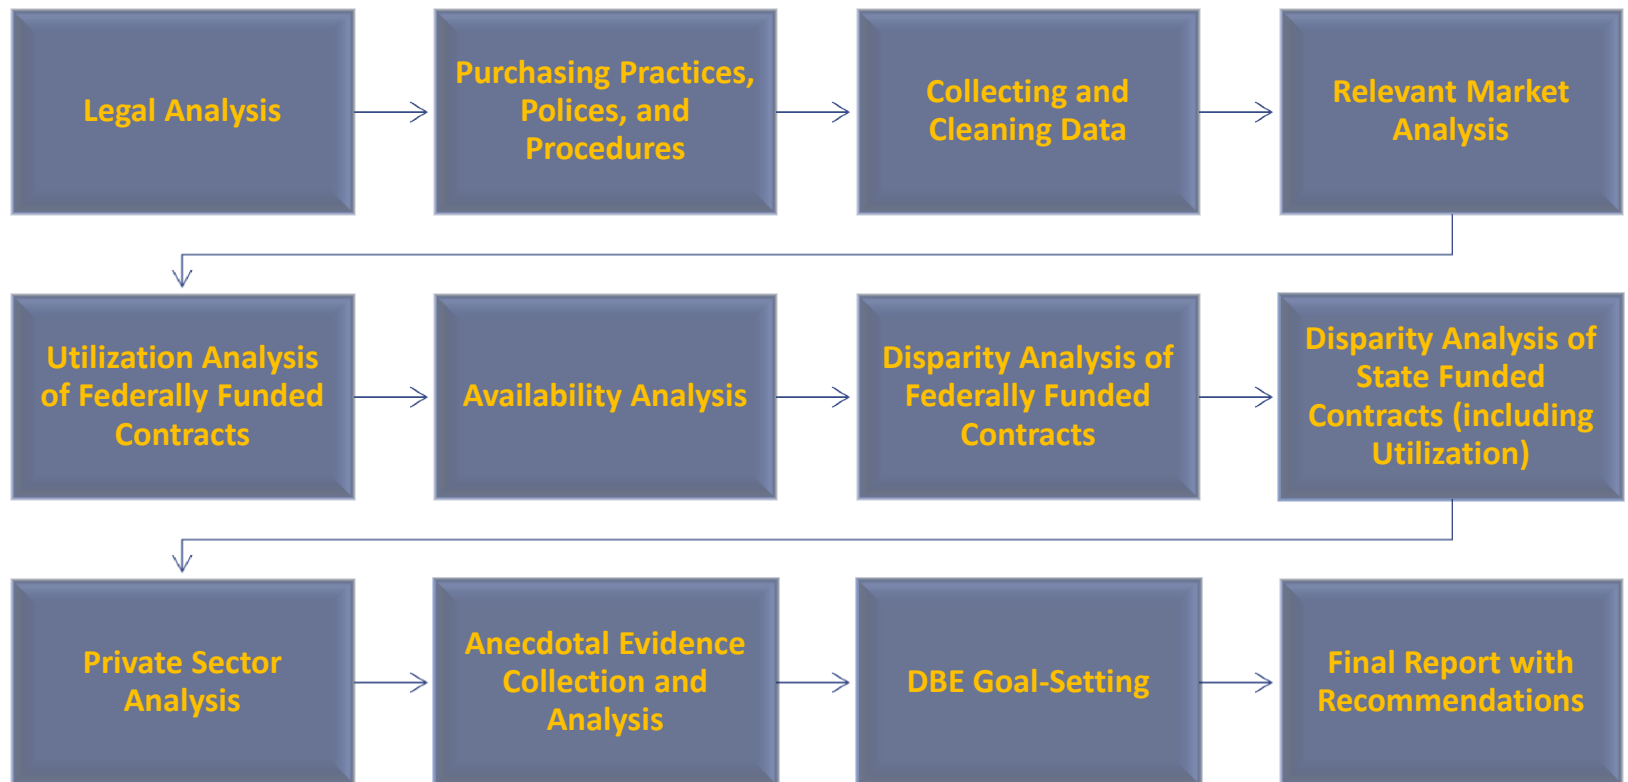 Legal Analysis
Purchasing Practices,
Polices, and
Procedures
Collecting and
Cleaning Data
Relevant Market
Analysis
Utilization Analysis
of Federally Funded
Contracts
Availability Analysis
Disparity Analysis of
Federally Funded
Contracts
Disparity Analysis of
State Funded
Contracts (including
Utilization)
Private Sector
Analysis
Anecdotal Evidence
Collection and
Analysis
DBE Goal-Setting
Final Report with
Recommendations